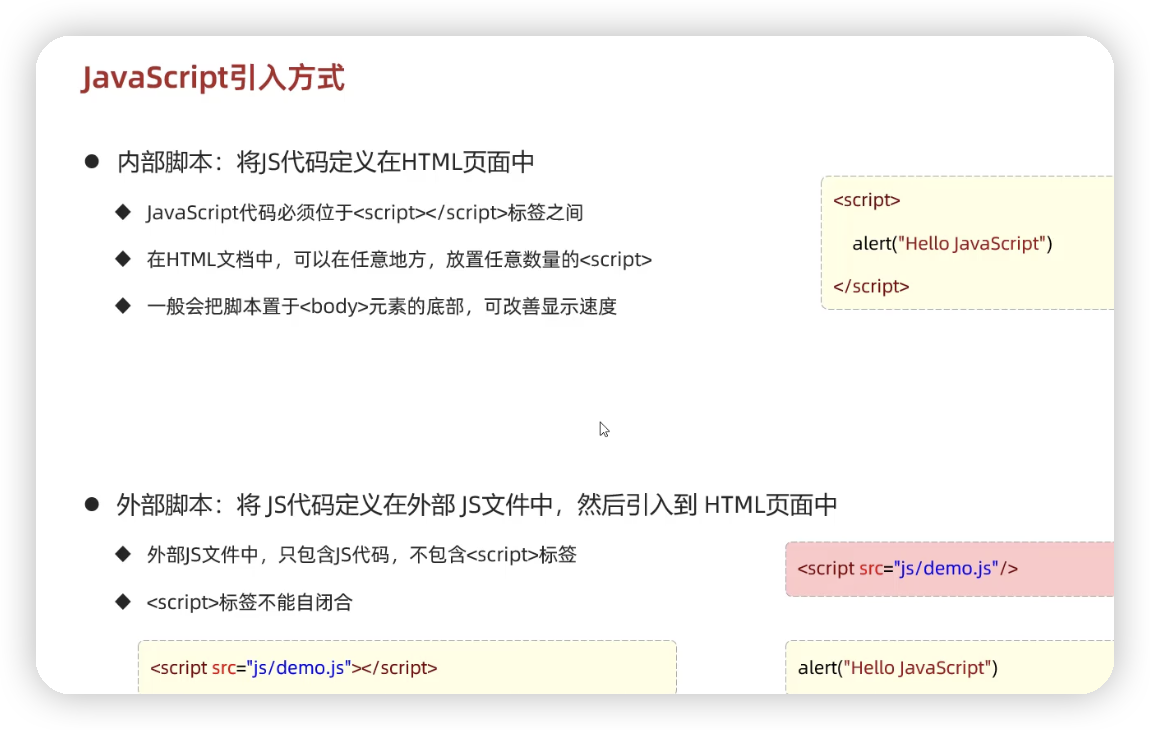 JavaScript引入方式
● 内部脚本：将JS代码定义在HTML页面中
◆ JavaScript代码必须位于<script></script>标签之间
◆ 在HTML文档中，可以在任意地方，放置任意数量的<script>
◆ 一般会把脚本置于<body>元素的底部，可改善显示速度
<script>
alert("Hello JavaScript")
</script>
● 外部脚本：将 JS代码定义在外部 JS文件中，然后引入到 HTML页面中
◆ 外部JS文件中，只包含JS代码，不包含<script>标签
◆ <script>标签不能自闭合
<script src="js/demo.js"/>
<script src="js/demo.js"></script>
alert("Hello JavaScript")